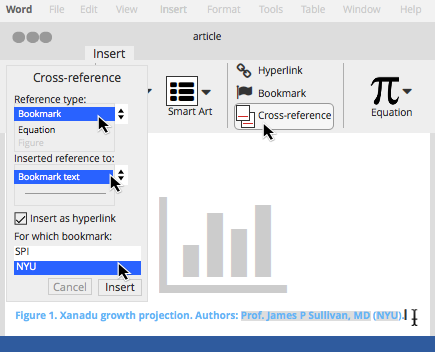 Word File Edit View Insert Format Tools Table Window Help
article
Insert
Cross-reference
Reference type:
Bookmark
Equation
Figure
Inserted reference to:
Bookmark text
Insert as hyperlink
For which bookmark:
SPI
NYU
Cancel Insert
Smart Art
Hyperlink
Bookmark
Cross-reference
π
Equation
Figure 1. Xanadu growth projection. Authors: Prof. James P Sullivan, MD (NYU).